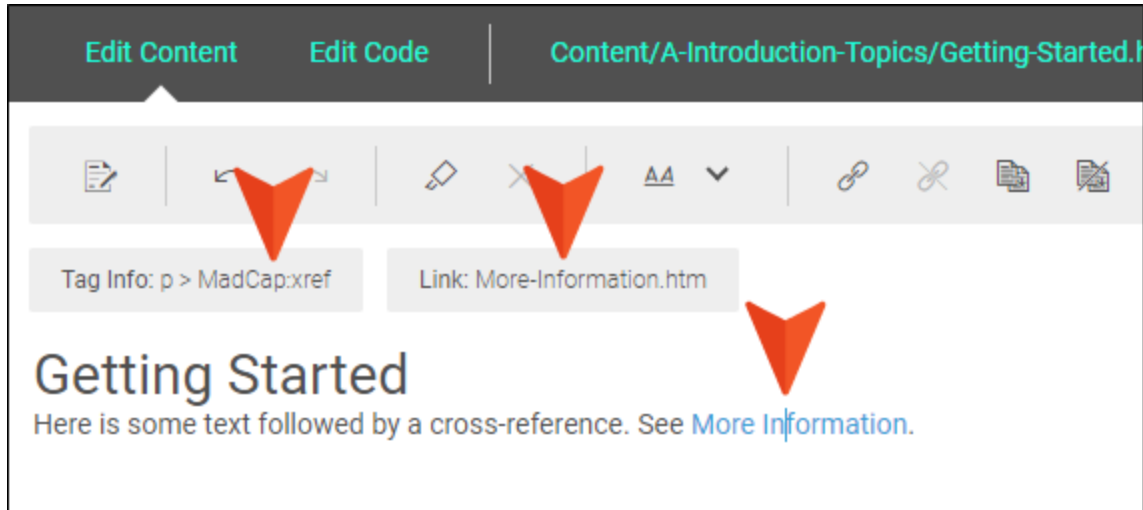 Edit Content Edit Code Content/A-Introduction-Topics/Getting-Started.h
AA
Tag Info: p > MadCap:xref Link: More-Information.htm
Getting Started
Here is some text followed by a cross-reference. See More Information.